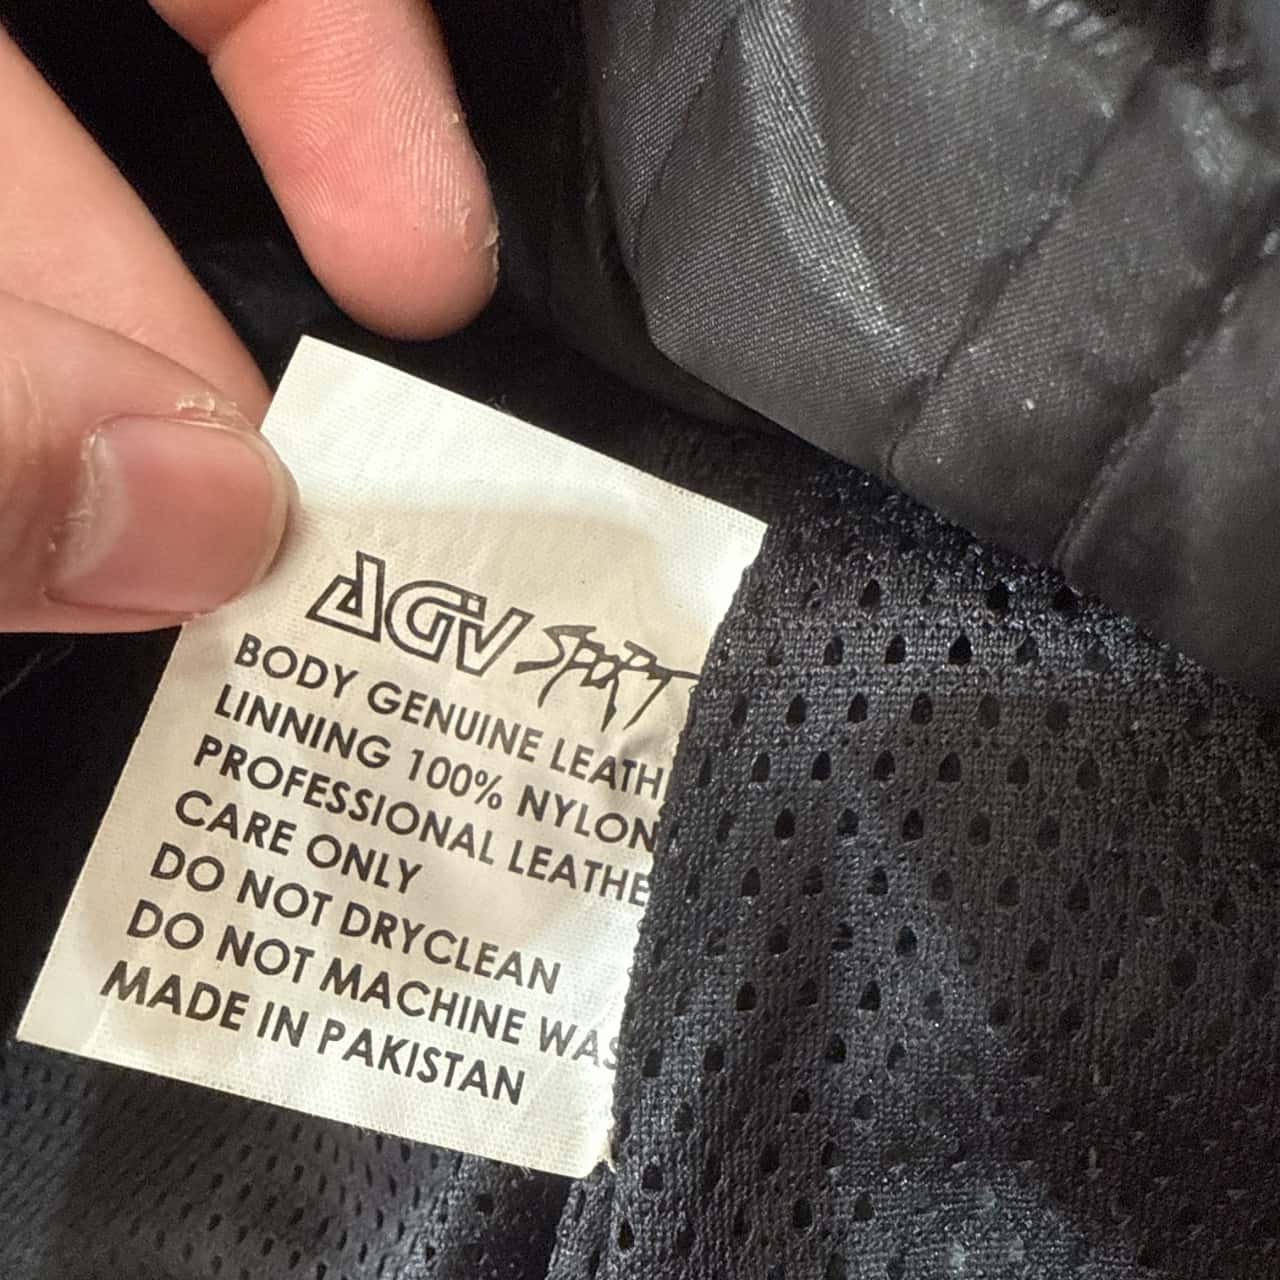 AGV SPORT
BODY GENUINE LEATH
LINNING 100% NYLON
PROFESSIONAL LEATHE
CARE ONLY
DO NOT DRYCLEAN
DO NOT MACHINE WAS
MADE IN PAKISTAN